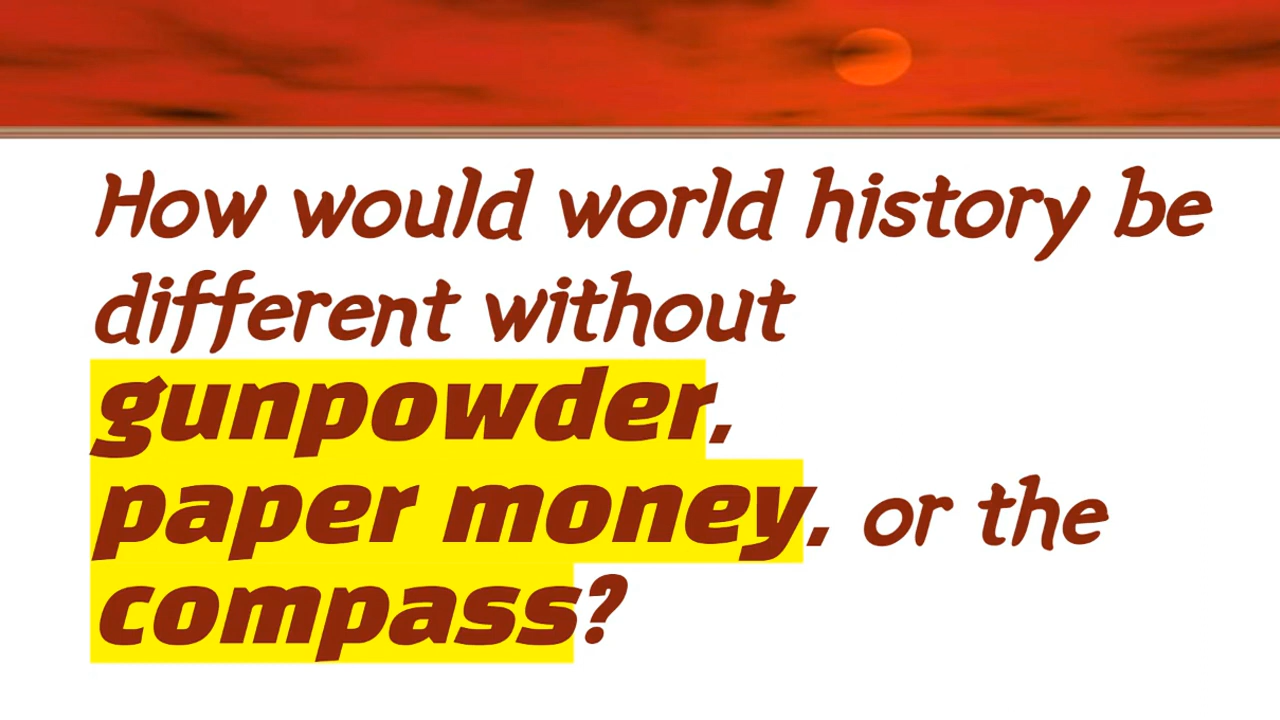 How would world history be
different without
gunpowder,
paper money, or the
compass?